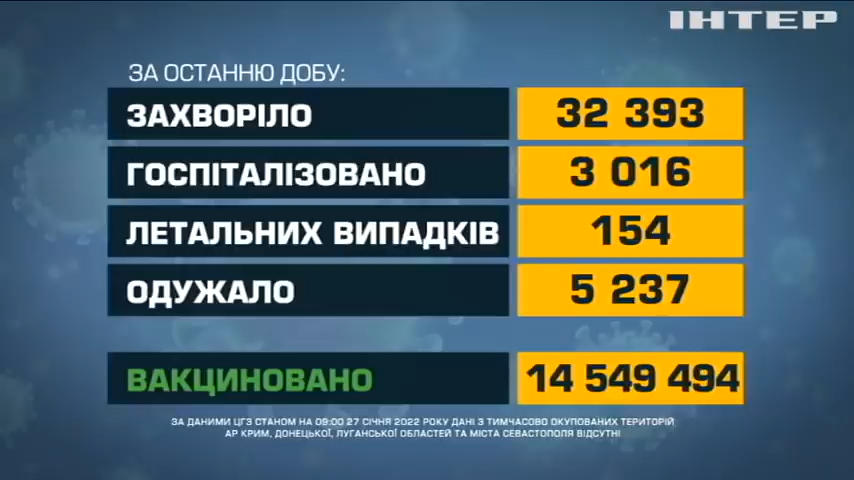 ІНТЕР
ЗА ОСТАННЮ ДОБУ:
ЗАХВОРІЛО 32 393
ГОСПІТАЛІЗОВАНО 3 016
ЛЕТАЛЬНИХ ВИПАДКІВ 154
ОДУЖАЛО 5 237
ВАКЦИНОВАНО 14 549 494
ЗА ДАНИМИ ЦГЗ СТАНОМ НА 09:00 27 СІЧНЯ 2022 РОКУ ДАНІ З ТИМЧАСОВО ОКУПОВАНИХ ТЕРИТОРІЙ
АР КРИМ, ДОНЕЦЬКОЇ, ЛУГАНСЬКОЇ ОБЛАСТЕЙ ТА МІСТА СЕВАСТОПОЛЯ ВІДСУТНІ